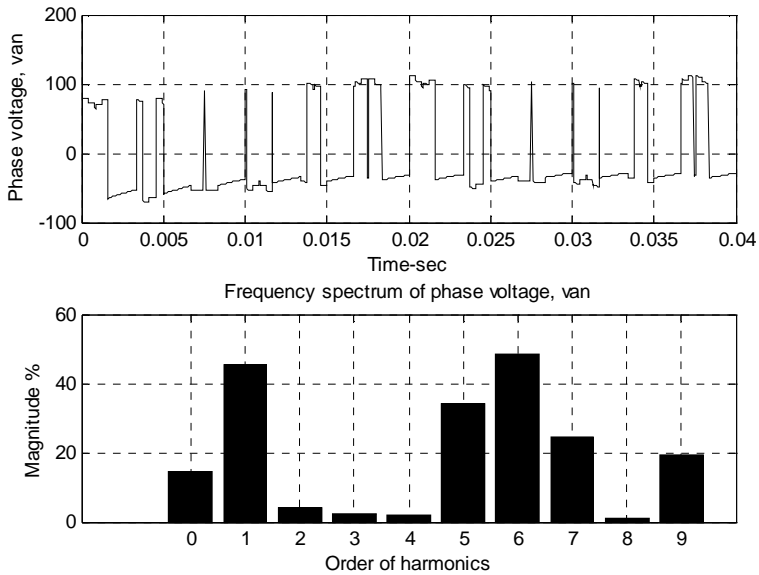 Phase voltage, van
200
100
0
-100
0 0.005 0.01 0.015 0.02 0.025 0.03 0.035 0.04
Time-sec
Frequency spectrum of phase voltage, van
Magnitude %
60
40
20
0
0 1 2 3 4 5 6 7 8 9
Order of harmonics